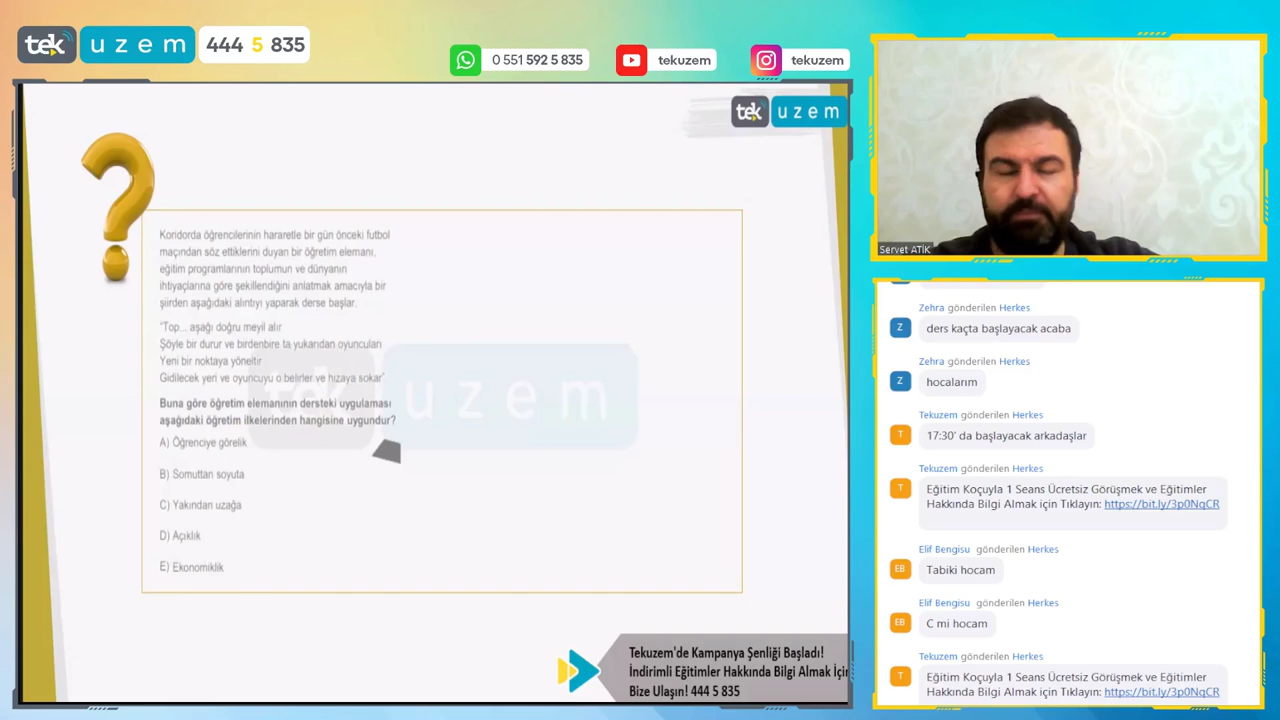 tek uzem 444 5 835
0 551 592 5 835
tekuzem
tekuzem
tek uzem
Koridorda öğrencilerinin hararetle bir gün önceki futbol
maçından söz ettiklerini duyan bir öğretim elemanı,
eğitim programlarının toplumun ve dünyanın
ihtiyaçlarına göre şekillendiğini anlatmak amacıyla bir
şiirden aşağıdaki alıntıyı yaparak derse başlar.
"Top... aşağı doğru meyil alır
Şöyle bir durur ve birdenbire ta yukarıdan oyuncuları
Yeni bir noktaya yöneltir
Gidilecek yeri ve oyuncuyu o belirler ve hizaya sokar"
Buna göre öğretim elemanının dersteki uygulaması
aşağıdaki öğretim ilkelerinden hangisine uygundur?
A) Öğrenciye görelik
B) Somuttan soyuta
C) Yakından uzağa
D) Açıklık
E) Ekonomiklik
tek uzem
Tekuzem'de Kampanya Şenliği Başladı!
İndirimli Eğitimler Hakkında Bilgi Almak İçin
Bize Ulaşın! 444 5 835
Servet ATİK
Zehra gönderilen Herkes
Z ders kaçta başlayacak acaba
Zehra gönderilen Herkes
Z hocalarım
Tekuzem gönderilen Herkes
T 17:30' da başlayacak arkadaşlar
Tekuzem gönderilen Herkes
T Eğitim Koçuyla 1 Seans Ücretsiz Görüşmek ve Eğitimler
Hakkında Bilgi Almak için Tıklayın: https://bit.ly/3p0NqCR
Elif Bengisu gönderilen Herkes
EB Tabiki hocam
Elif Bengisu gönderilen Herkes
EB C mi hocam
Tekuzem gönderilen Herkes
T Eğitim Koçuyla 1 Seans Ücretsiz Görüşmek ve Eğitimler
Hakkında Bilgi Almak için Tıklayın: https://bit.ly/3p0NqCR